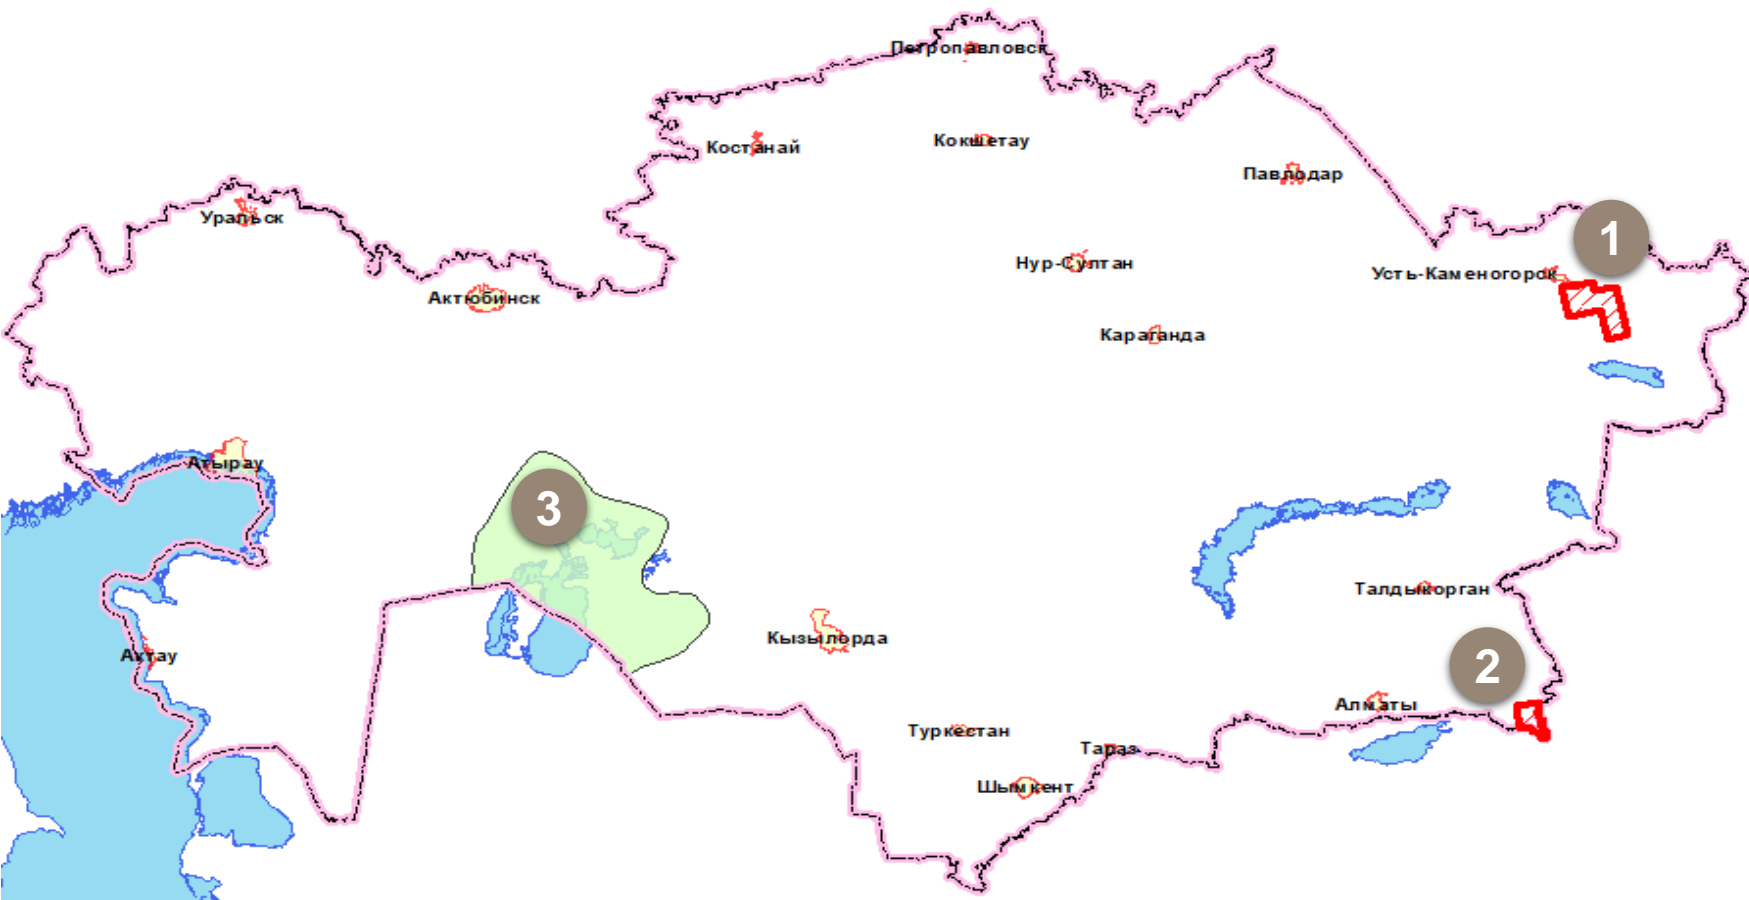 Петропавловск
Костанай
Кокшетау
Павлодар
Уральск
1
Нур-Султан
Усть-Каменогорск
Актюбинск
Караганда
Атырау
3
Талдыкорган
Кызылорда
Актау
2
Алматы
Туркестан
Тараз
Шымкент